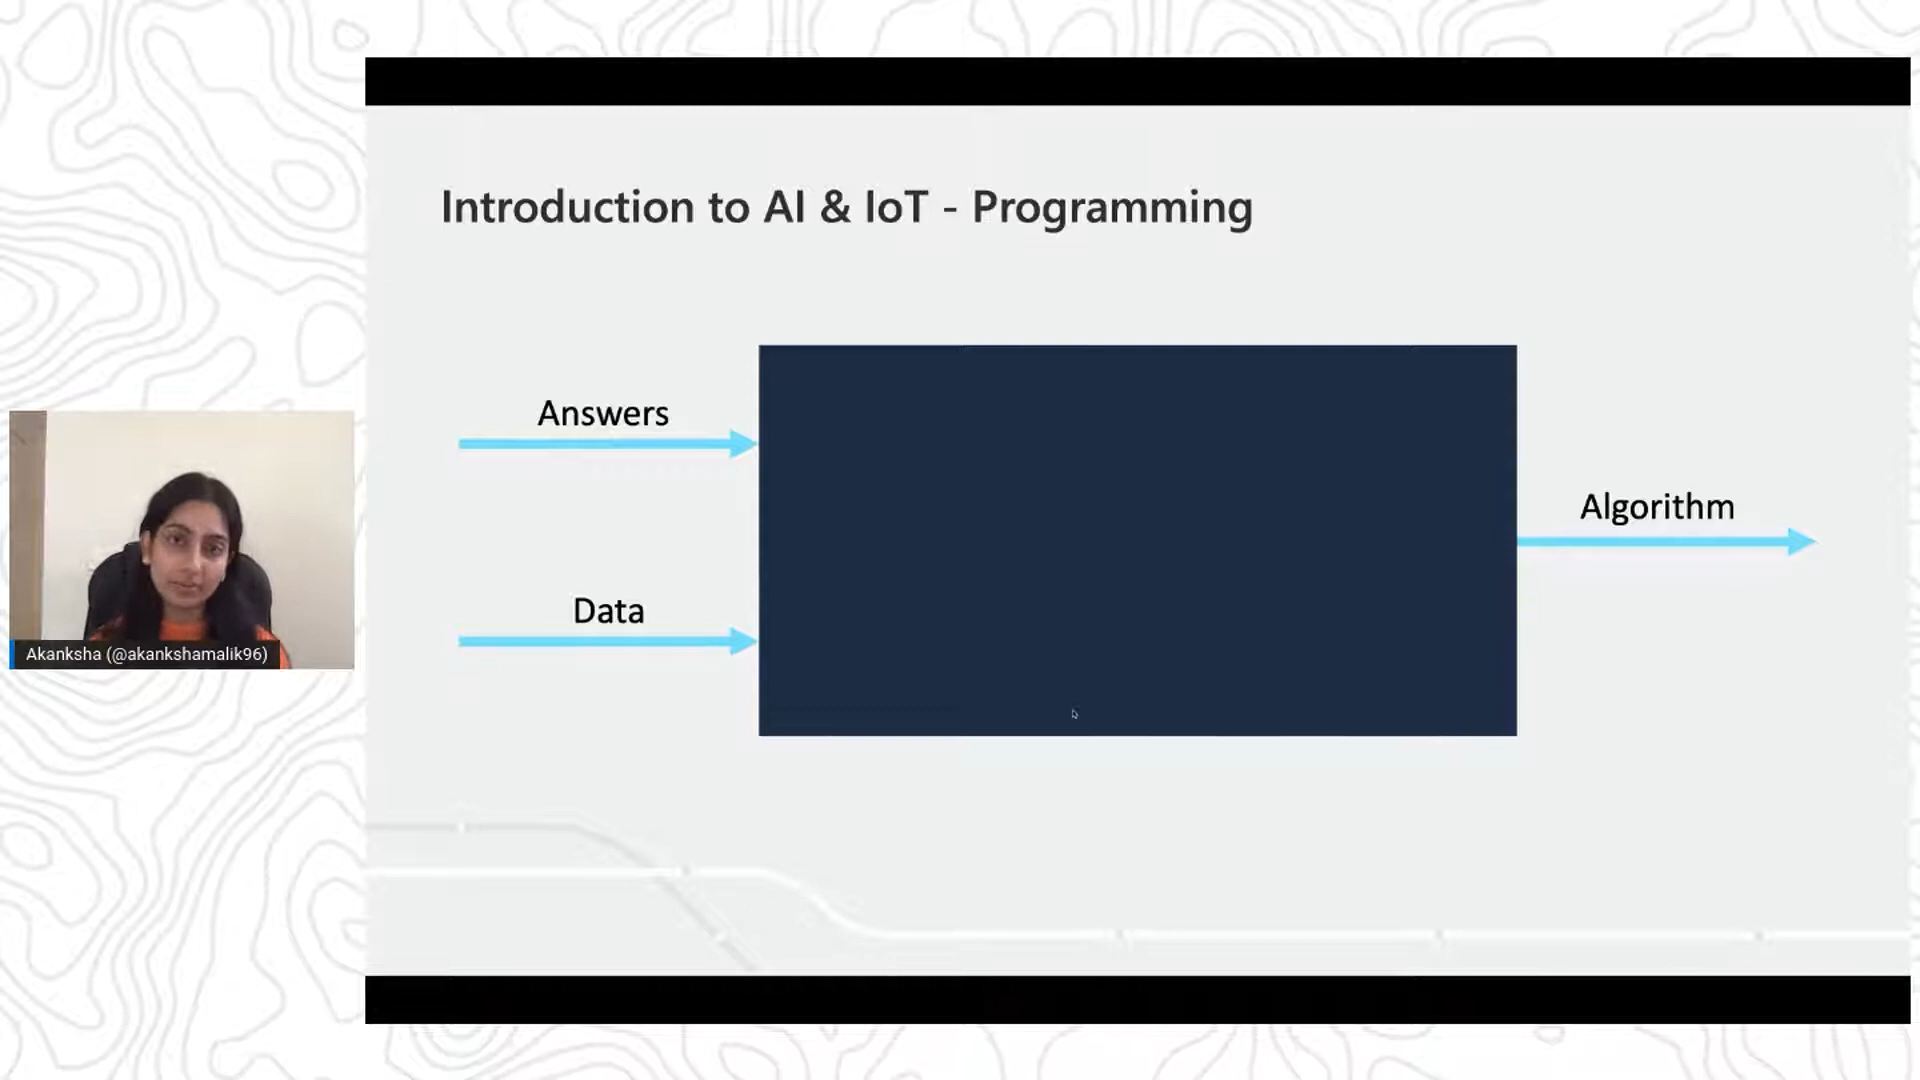 Introduction to AI & IoT - Programming
Answers
Algorithm
Data
Akanksha (@akankshamalik96)